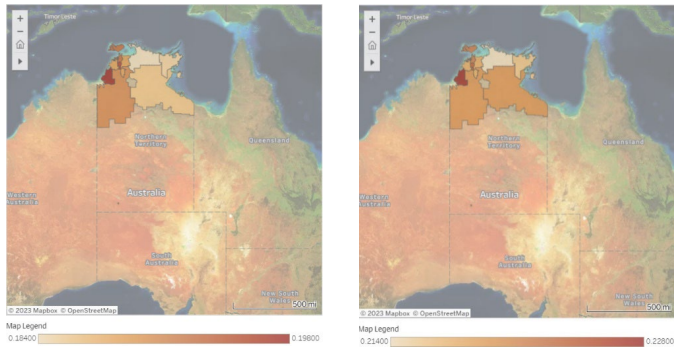 Timor-Leste
Northern
Territory
Queensland
Western
Australia
Australia
South
Australia
New South
Wales
500 mi
© 2023 Mapbox © OpenStreetMap
Map Legend
0.18400
0.19800
Timor-Leste
Northern
Territory
Queensland
Western
Australia
Australia
South
Australia
New South
Wales
500 mi
© 2023 Mapbox © OpenStreetMap
Map Legend
0.21400
0.22800